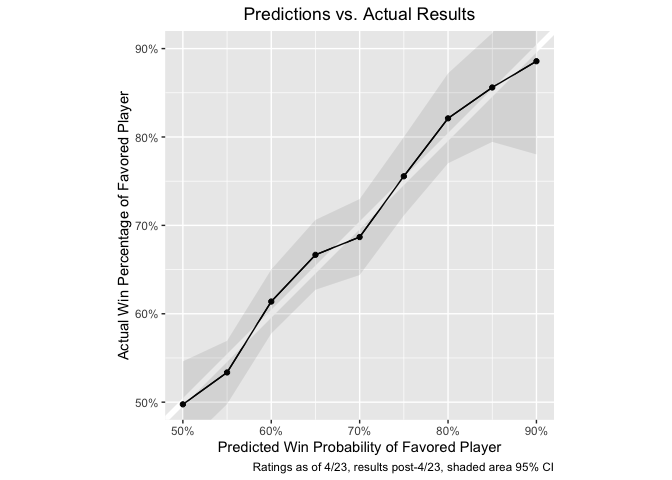 Predictions vs. Actual Results
Actual Win Percentage of Favored Player
90%
80%
70%
60%
50%
50%
60%
70%
80%
90%
Predicted Win Probability of Favored Player
Ratings as of 4/23, results post-4/23, shaded area 95% CI